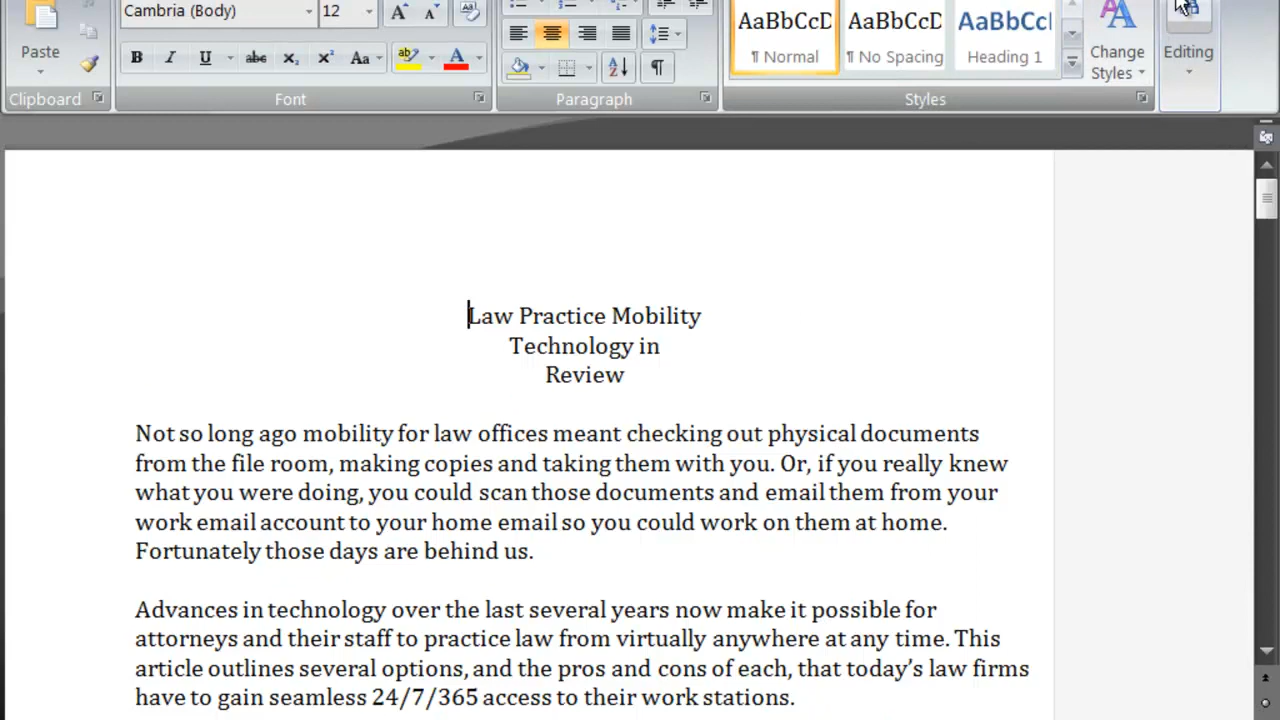 Cambria (Body) 12 AaBbCcD AaBbCcD AaBbCcI
Paste B I U abc X₂ X² Aa ab A A ¶ ¶ Normal ¶ No Spacing Heading 1 Change Styles Editing
Clipboard Font Paragraph Styles
Law Practice Mobility
Technology in
Review
Not so long ago mobility for law offices meant checking out physical documents
from the file room, making copies and taking them with you. Or, if you really knew
what you were doing, you could scan those documents and email them from your
work email account to your home email so you could work on them at home.
Fortunately those days are behind us.
Advances in technology over the last several years now make it possible for
attorneys and their staff to practice law from virtually anywhere at any time. This
article outlines several options, and the pros and cons of each, that today’s law firms
have to gain seamless 24/7/365 access to their work stations.